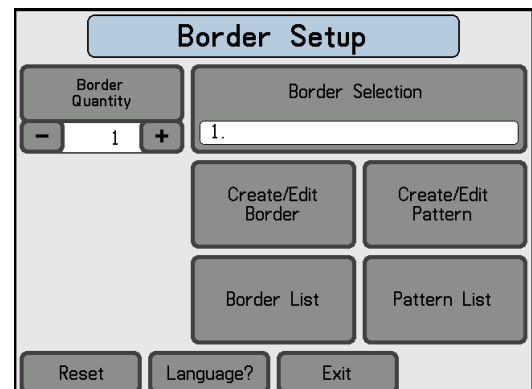 Border Setup
Border
Quantity
Border Selection
- 1 +
1.
Create/Edit
Border
Create/Edit
Pattern
Border List
Pattern List
Reset
Language?
Exit